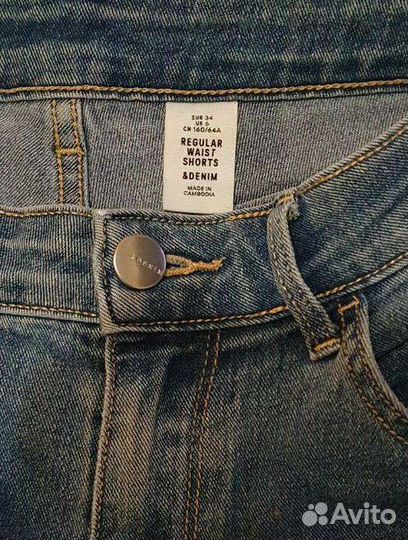 EUR 34
UK 6
CN 160/64A
REGULAR
WAIST
SHORTS
&DENIM
MADE IN
CAMBODIA
Avito